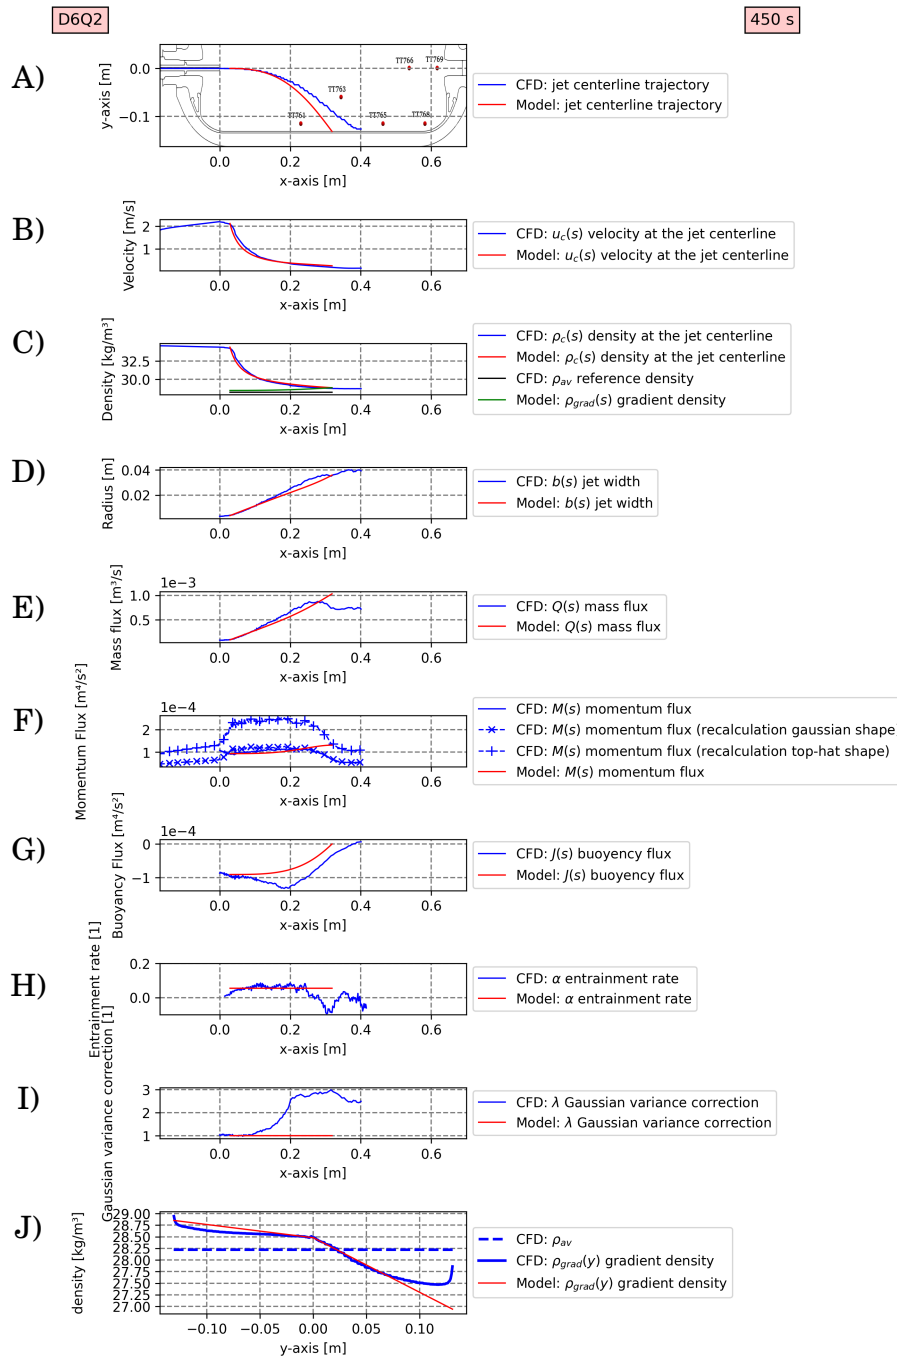 D6Q2
450 s
A)
y-axis [m]
0.0
−0.1
TT766
TT769
TT763
TT761
TT765
TT768
0.0 0.2 0.4 0.6
x-axis [m]
CFD: jet centerline trajectory
Model: jet centerline trajectory
B)
Velocity [m/s]
2
1
0.0 0.2 0.4 0.6
x-axis [m]
CFD: u_c(s) velocity at the jet centerline
Model: u_c(s) velocity at the jet centerline
C)
Density [kg/m³]
32.5
30.0
0.0 0.2 0.4 0.6
x-axis [m]
CFD: ρ_c(s) density at the jet centerline
Model: ρ_c(s) density at the jet centerline
CFD: ρ_av reference density
Model: ρ_grad(s) gradient density
D)
Radius [m]
0.04
0.02
0.0 0.2 0.4 0.6
x-axis [m]
CFD: b(s) jet width
Model: b(s) jet width
E)
Mass flux [m³/s]
1e−3
1.0
0.5
0.0 0.2 0.4 0.6
x-axis [m]
CFD: Q(s) mass flux
Model: Q(s) mass flux
F)
Momentum Flux [m⁴/s²]
1e−4
2
1
0.0 0.2 0.4 0.6
x-axis [m]
CFD: M(s) momentum flux
CFD: M(s) momentum flux (recalculation gaussian shape)
CFD: M(s) momentum flux (recalculation top-hat shape)
Model: M(s) momentum flux
G)
Buoyancy Flux [m⁴/s²]
1e−4
0
−1
0.0 0.2 0.4 0.6
x-axis [m]
CFD: J(s) buoyency flux
Model: J(s) buoyency flux
H)
Entrainment rate [1]
0.2
0.0
0.0 0.2 0.4 0.6
x-axis [m]
CFD: α entrainment rate
Model: α entrainment rate
I)
Gaussian variance correction [1]
3
2
1
0.0 0.2 0.4 0.6
x-axis [m]
CFD: λ Gaussian variance correction
Model: λ Gaussian variance correction
J)
density [kg/m³]
29.00
28.75
28.50
28.25
28.00
27.75
27.50
27.25
27.00
−0.10 −0.05 0.00 0.05 0.10
y-axis [m]
CFD: ρ_av
CFD: ρ_grad(y) gradient density
Model: ρ_grad(y) gradient density